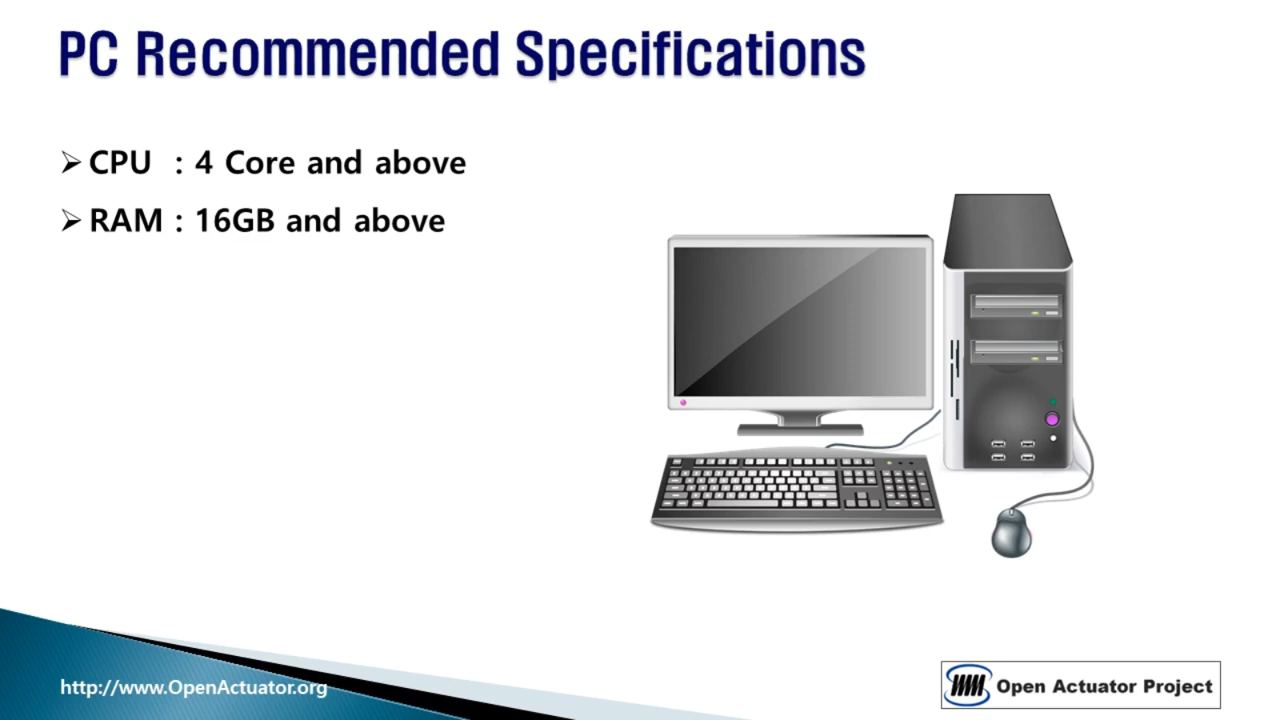 PC Recommended Specifications
CPU : 4 Core and above
RAM : 16GB and above
http://www.OpenActuator.org
Open Actuator Project